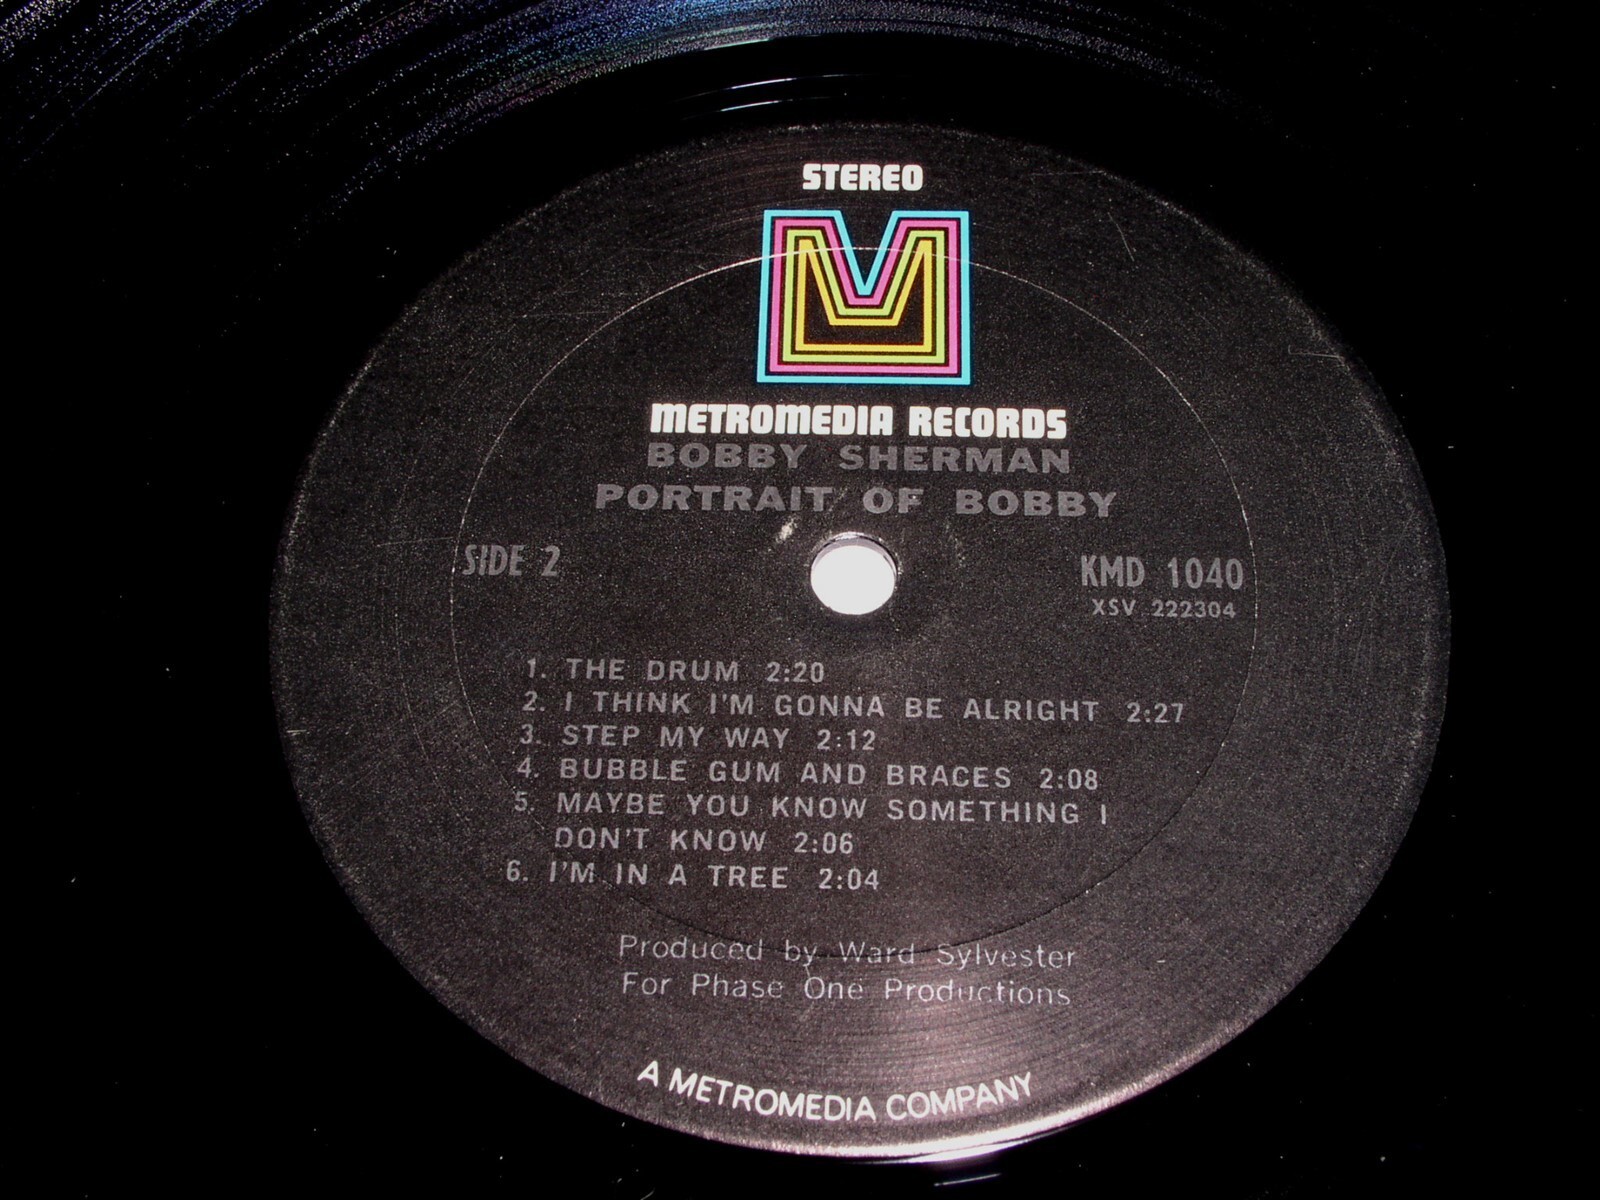 STEREO
METROMEDIA RECORDS
BOBBY SHERMAN
PORTRAIT OF BOBBY
SIDE 2
KMD 1040
XSV 222304
1. THE DRUM 2:20
2. I THINK I'M GONNA BE ALRIGHT 2:27
3. STEP MY WAY 2:12
4. BUBBLE GUM AND BRACES 2:08
5. MAYBE YOU KNOW SOMETHING I
DON'T KNOW 2:06
6. I'M IN A TREE 2:04
Produced by Ward Sylvester
For Phase One Productions
A METROMEDIA COMPANY